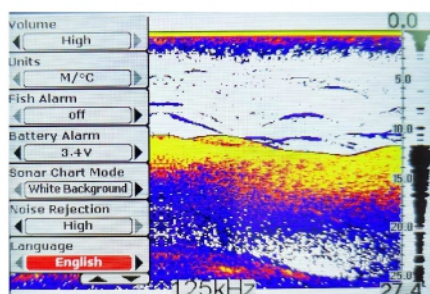 Volume
High
Units
M/°C
Fish Alarm
off
Battery Alarm
3.4V
Sonar Chart Mode
White Background
Noise Rejection
High
Language
English
0.0
5.0
10.0
15.0
20.0
25.0
125kHz
27.4